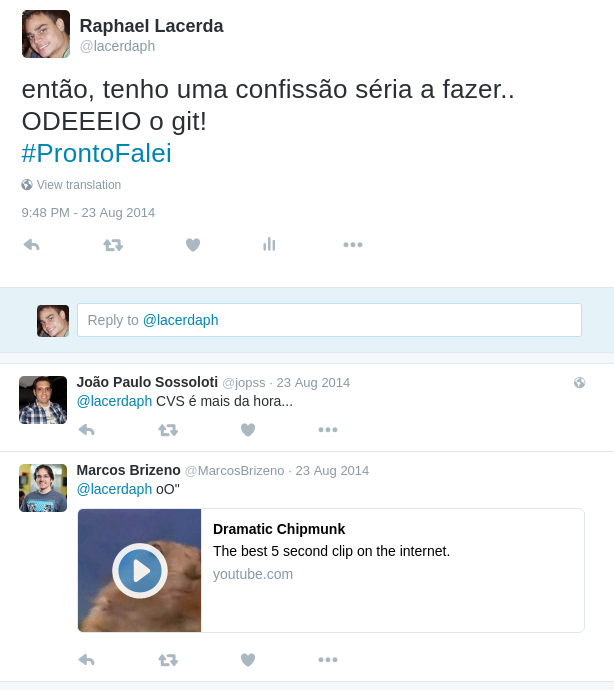 Raphael Lacerda
@lacerdaph
então, tenho uma confissão séria a fazer..
ODEEEIO o git!
#ProntoFalei
View translation
9:48 PM - 23 Aug 2014
Reply to @lacerdaph
João Paulo Sossoloti @jopss · 23 Aug 2014
@lacerdaph CVS é mais da hora...
Marcos Brizeno @MarcosBrizeno · 23 Aug 2014
@lacerdaph oO"
Dramatic Chipmunk
The best 5 second clip on the internet.
youtube.com